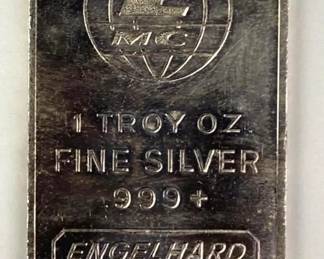 E
MC
1 TROY OZ.
FINE SILVER
.999+
ENGELHARD